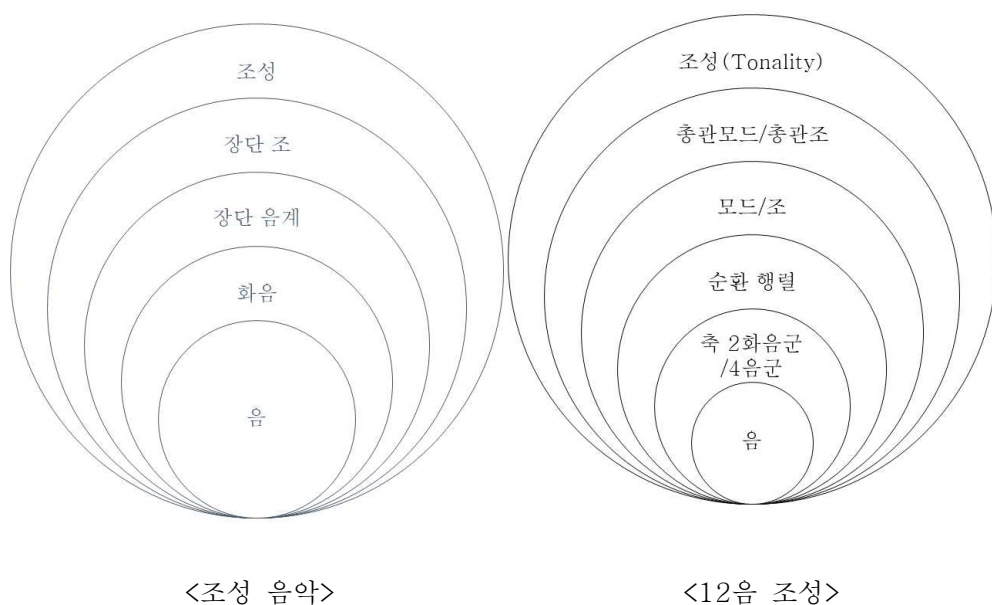 조성
장단 조
장단 음계
화음
음
<조성 음악>
조성(Tonality)
총관모드/총관조
모드/조
순환 행렬
축 2화음군
/4음군
음
<12음 조성>